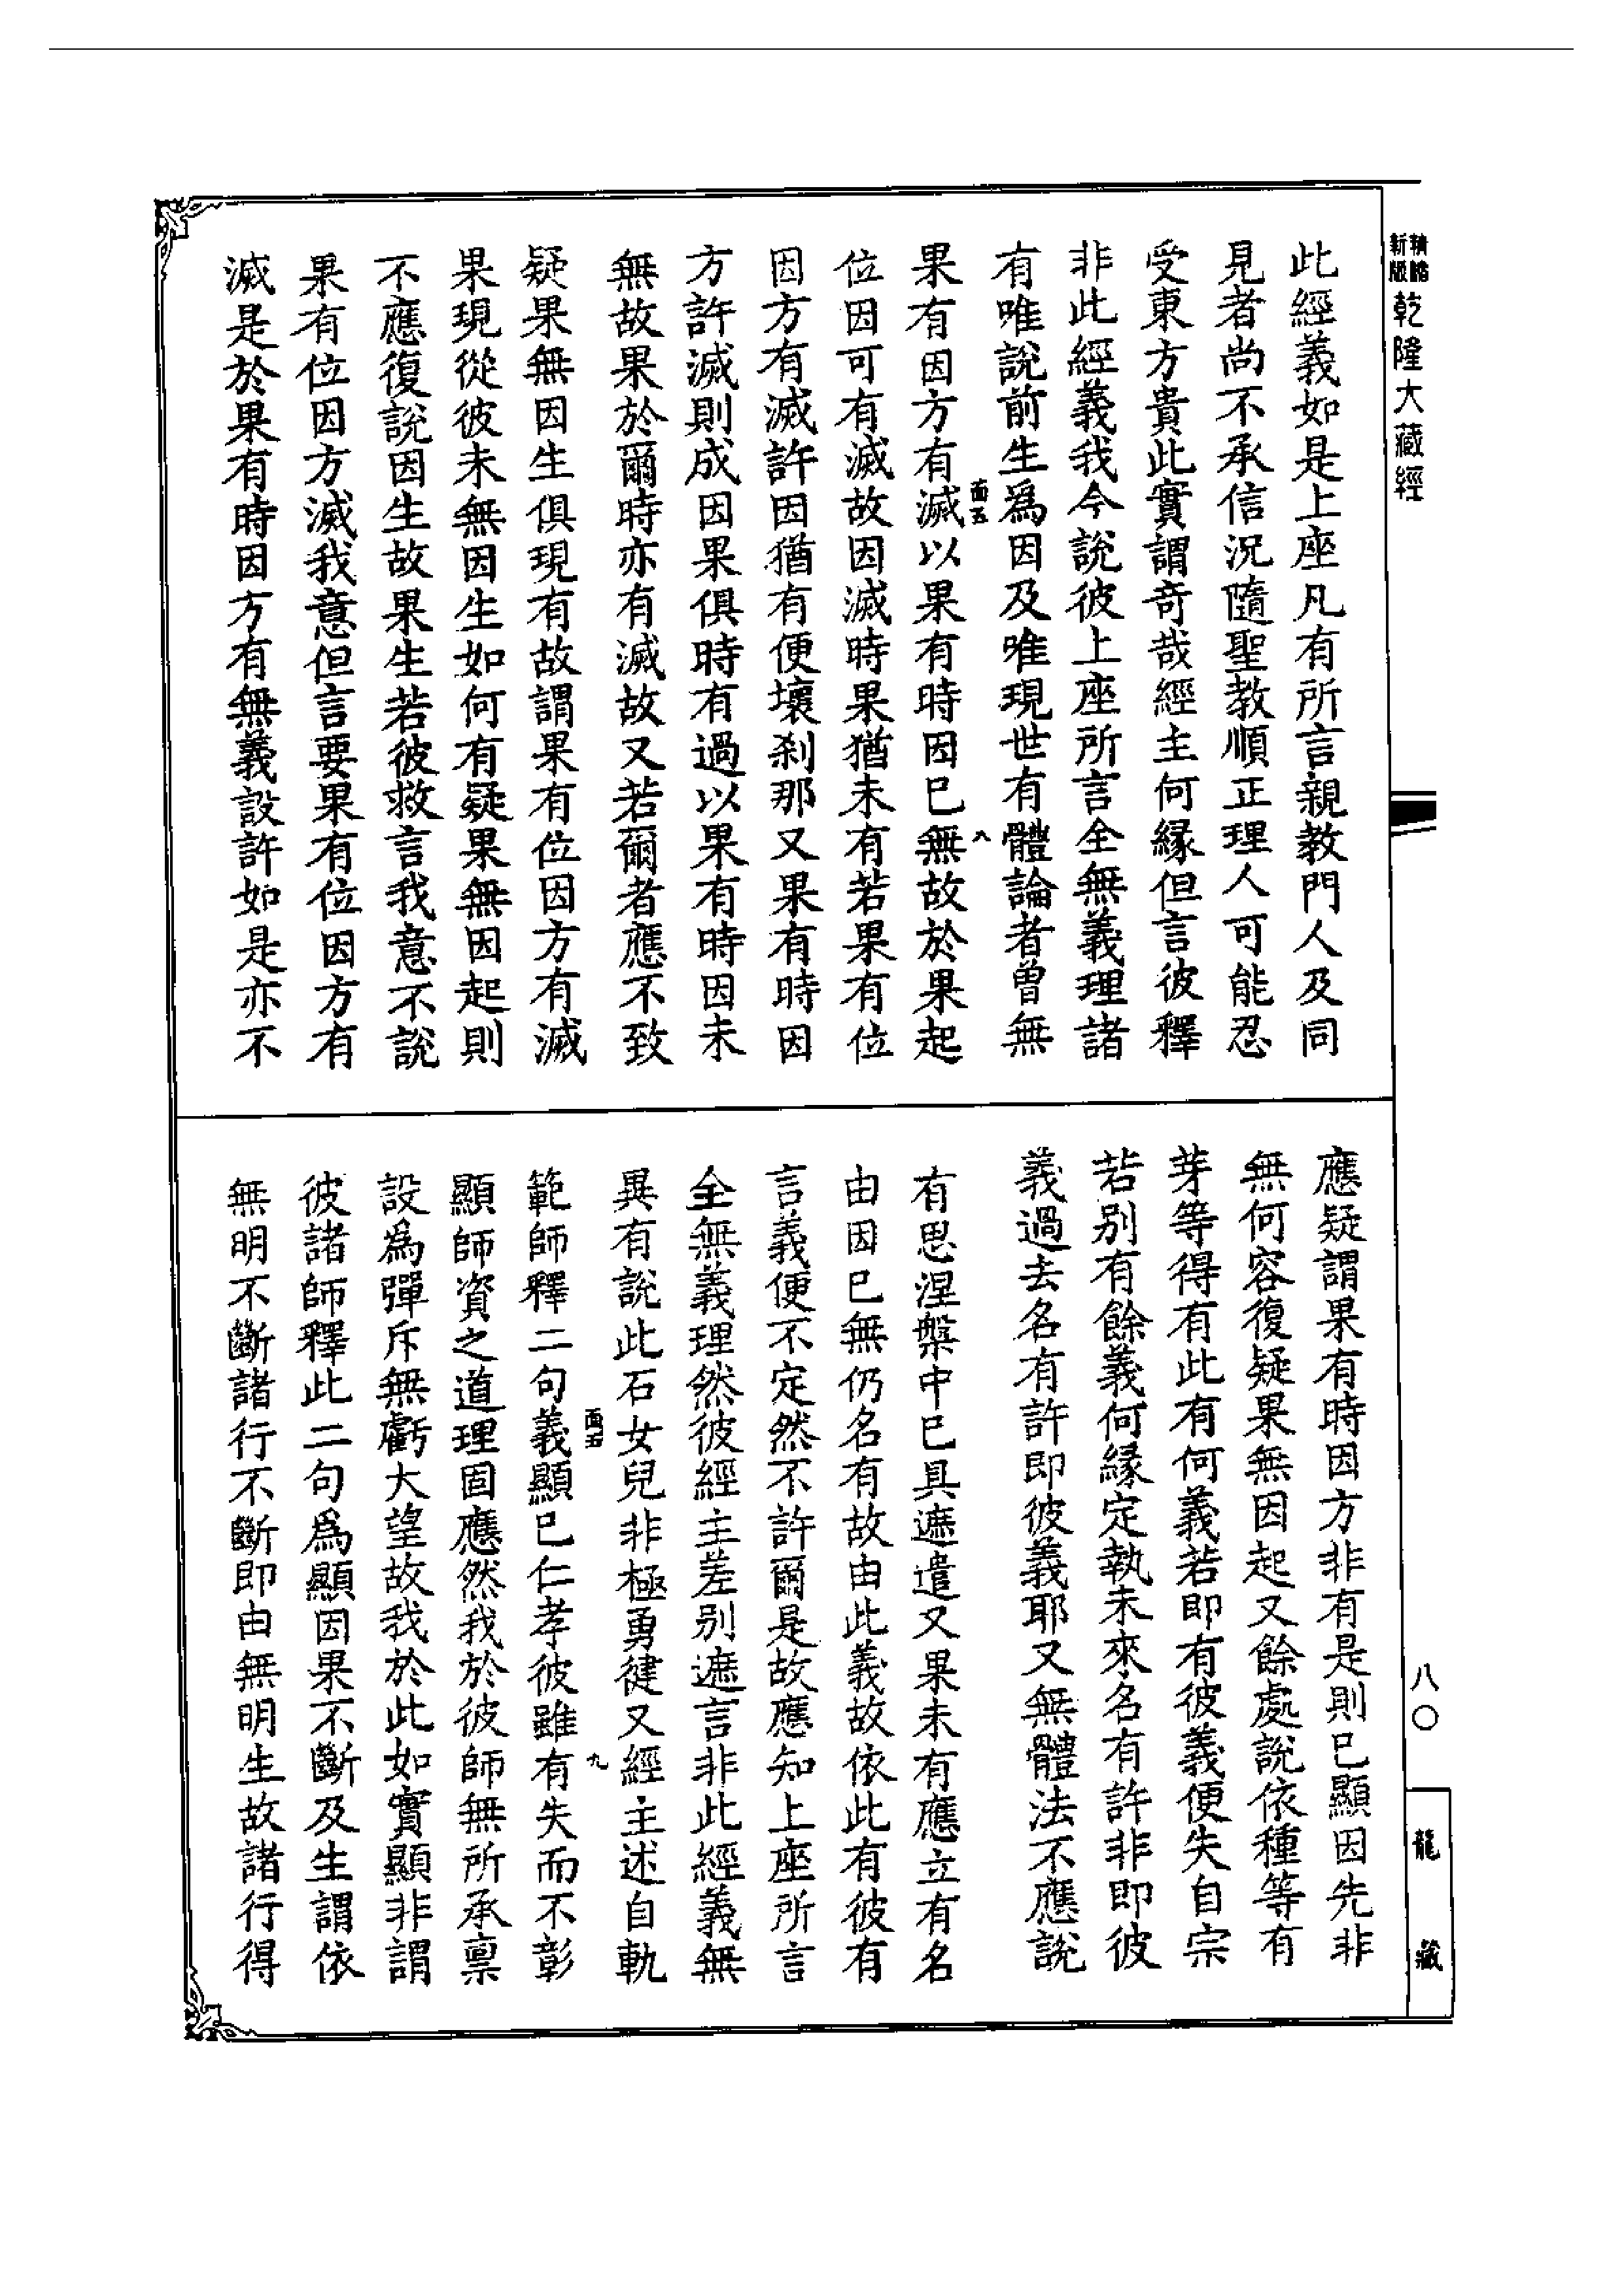 精縮
新版
乾隆大藏經
此經義如是上座凡有所言親教門人及同
見者尚不承信況隨聖教順正理人可能忍
受東方貴此實謂奇哉經主何緣但言彼釋
非此經義我今說彼上座所言全無義理諸
有唯說前生爲因及唯現世有體論者曾無
面五
八
果有因方有滅以果有時因已無故於果起
位因可有滅故因滅時果猶未有若果有位
因方有滅許因猶有便壞刹那又果有時因
方許滅則成因果俱時有過以果有時因未
無故果於爾時亦有滅故又若爾者應不致
疑果無因生俱現有故謂果有位因方有滅
果現從彼未無因生如何有疑果無因起則
不應復說因生故果生若彼救言我意不說
果有位因方滅我意但言要果有位因方有
滅是於果有時因方有無義設許如是亦不
應疑謂果有時因方非有是則已顯因先非
無何容復疑果無因起又餘處說依種等有
芽等得有此有何義若即有彼義便失自宗
若別有餘義何緣定執未來名有許非即彼
義過去名有許即彼義耶又無體法不應說
有思涅槃中已具遮遣又果未有應立有名
由因已無仍名有故由此義故依此有彼有
言義便不定然不許爾是故應知上座所言
全無義理然彼經主差別遮言非此經義無
異有說此石女兒非極勇健又經主述自軌
面五
九
範師釋二句義顯已仁孝彼雖有失而不彰
顯師資之道理固應然我於彼師無所承稟
設爲彈斥無虧大望故我於此如實顯非謂
彼諸師釋此二句爲顯因果不斷及生謂依
無明不斷諸行不斷即由無明生故諸行得
八〇
龍藏